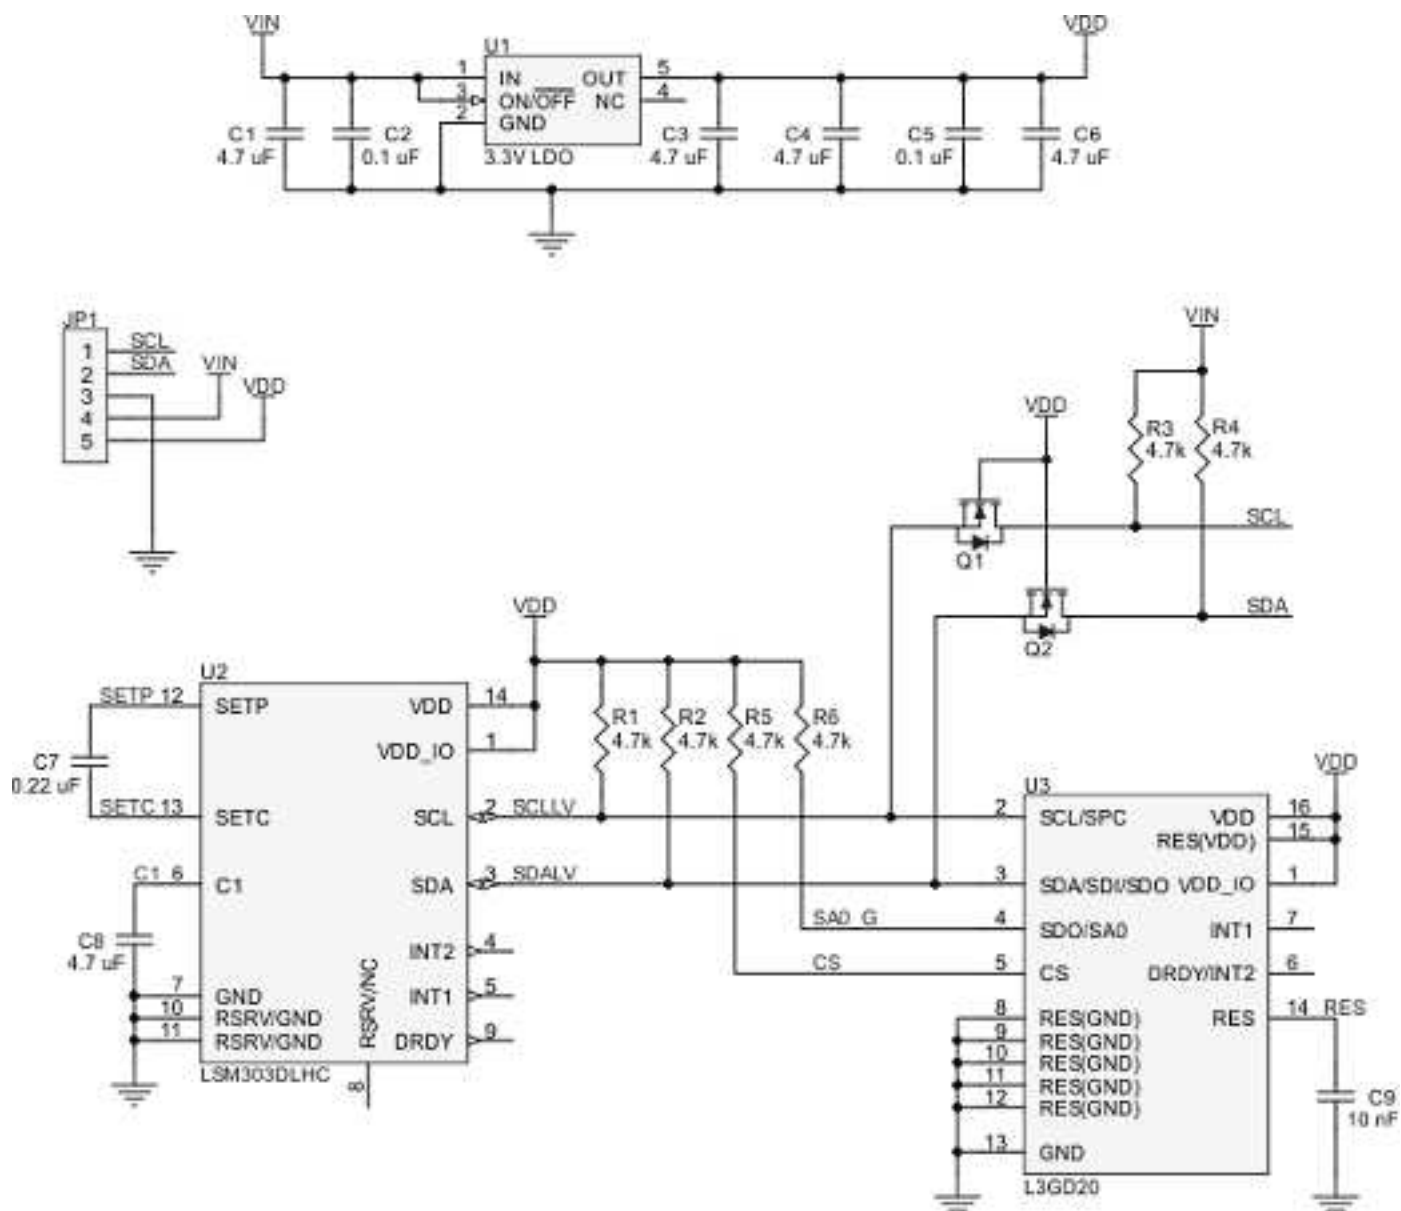 VIN
VDD
U1
1 IN OUT 5
3 ON/OFF NC 4
2 GND
C1 C2 C3 C4 C5 C6
4.7 uF 0.1 uF 3.3V LDO 4.7 uF 4.7 uF 0.1 uF 4.7 uF
JP1
1 SCL
2 SDA
3
4 VIN
5 VDD
VIN
VDD
R3 R4
4.7k 4.7k
SCL
Q1
SDA
Q2
VDD
U2
SETP 12 SETP VDD 14
VDD_IO 1
C7
0.22 uF
SETC 13 SETC SCL 2 SCLLV
C1 6 C1 SDA 3 SDALV
C8
4.7 uF
INT2 4
7 GND INT1 5
10 RSRV/GND
11 RSRV/GND DRDY 9
RSRV/NC
8
LSM303DLHC
R1 R2 R5 R6
4.7k 4.7k 4.7k 4.7k
VDD
U3
2 SCL/SPC VDD 16
RES(VDD) 15
3 SDA/SDI/SDO VDD_IO 1
SA0_G 4 SDO/SA0 INT1 7
CS 5 CS DRDY/INT2 6
8 RES(GND) RES 14 RES
9 RES(GND)
10 RES(GND)
11 RES(GND)
12 RES(GND)
13 GND
L3GD20
C9
10 nF